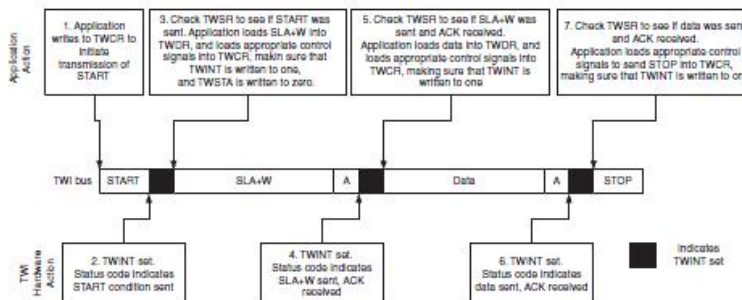 Application
Action
1. Application
writes to TWCR to
initiate
transmission of
START
3. Check TWSR to see if START was
sent. Application loads SLA+W into
TWDR, and loads appropriate control
signals into TWCR, makin sure that
TWINT is written to one,
and TWSTA is written to zero.
5. Check TWSR to see if SLA+W was
sent and ACK received.
Application loads data into TWDR, and
loads appropriate control signals into
TWCR, making sure that TWINT is
written to one
7. Check TWSR to see if data was sent
and ACK received.
Application loads appropriate control
signals to send STOP into TWCR,
making sure that TWINT is written to on
TWI bus
START
SLA+W
A
Data
A
STOP
TWI
Hardware
Action
2. TWINT set.
Status code indicates
START condition sent
4. TWINT set.
Status code indicates
SLA+W sent, ACK
received
6. TWINT set.
Status code indicates
data sent, ACK received
Indicates
TWINT set